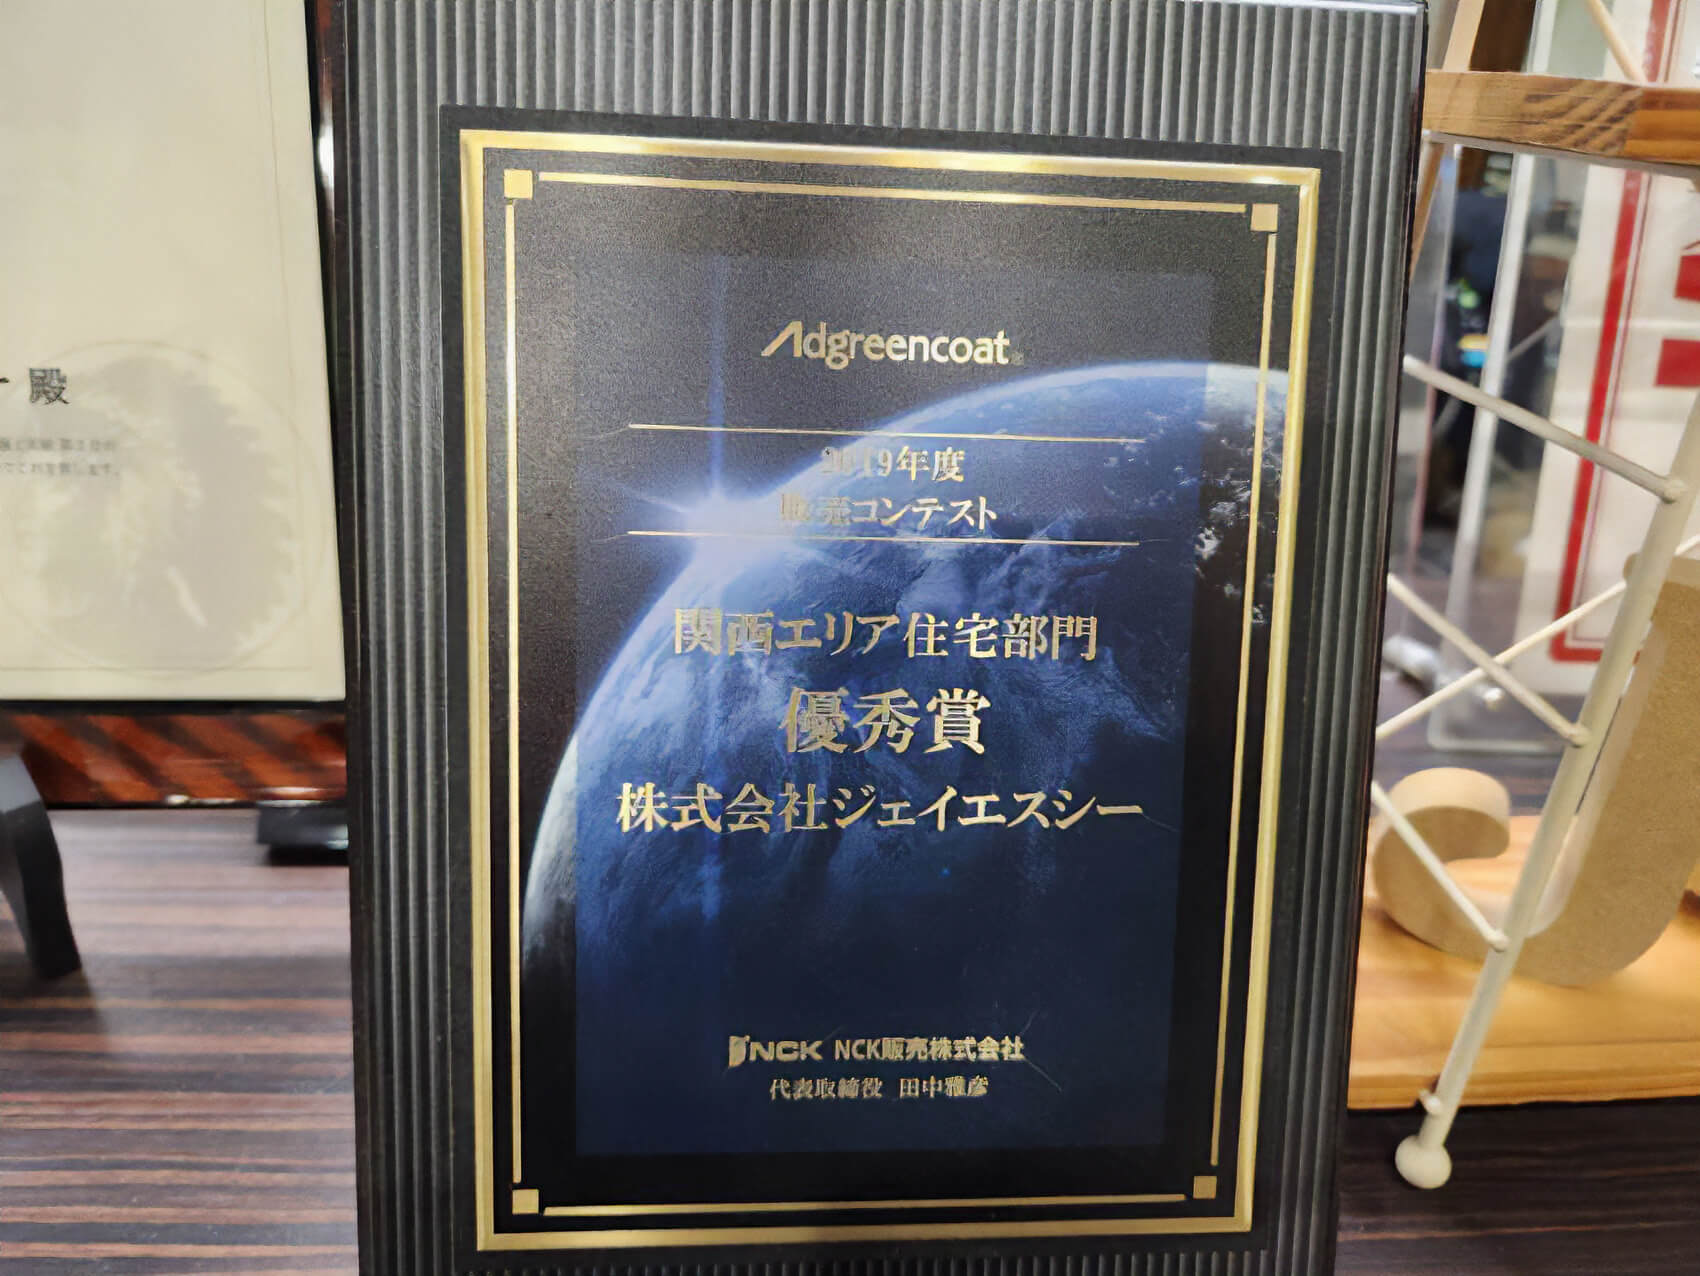 殿
Adgreencoat
2019年度
販売コンテスト
関西エリア住宅部門
優秀賞
株式会社ジェイエスシー
NCK NCK販売株式会社
代表取締役 田中雅彦